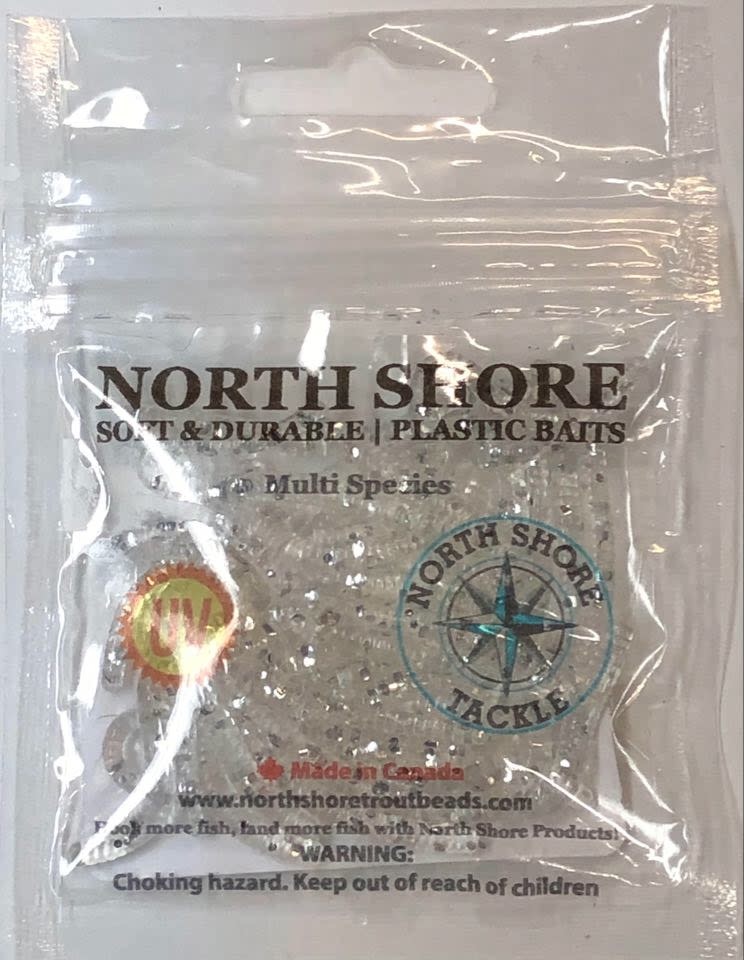 NORTH SHORE
SOFT & DURABLE | PLASTIC BAITS
Multi Species
NORTH SHORE
TACKLE
UV
Made in Canada
www.northshoretroutbeads.com
Hook more fish, land more fish with North Shore Products!
WARNING:
Choking hazard. Keep out of reach of children